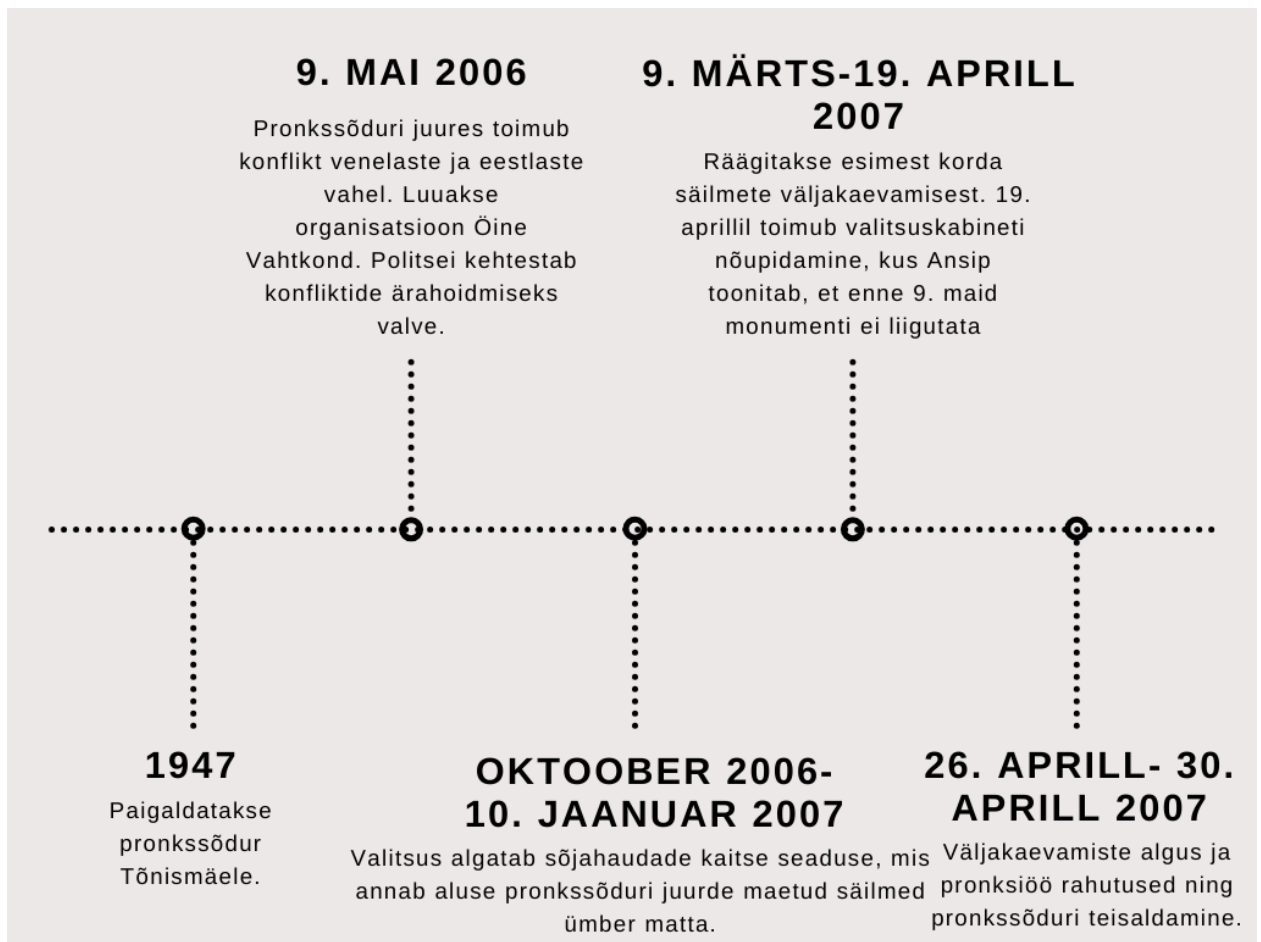 9. MAI 2006
Pronkssõduri juures toimub
konflikt venelaste ja eestlaste
vahel. Luuakse
organisatsioon Öine
Vahtkond. Politsei kehtestab
konfliktide ärahoidmiseks
valve.
9. MÄRTS-19. APRILL
2007
Räägitakse esimest korda
säilmete väljakaevamisest. 19.
aprillil toimub valitsuskabineti
nõupidamine, kus Ansip
toonitab, et enne 9. maid
monumenti ei liigutata
1947
Paigaldatakse
pronkssõdur
Tõnismäele.
OKTOOBER 2006-
10. JAANUAR 2007
Valitsus algatab sõjahaudade kaitse seaduse, mis
annab aluse pronkssõduri juurde maetud säilmed
ümber matta.
26. APRILL- 30.
APRILL 2007
Väljakaevamiste algus ja
pronksiöö rahutused ning
pronkssõduri teisaldamine.